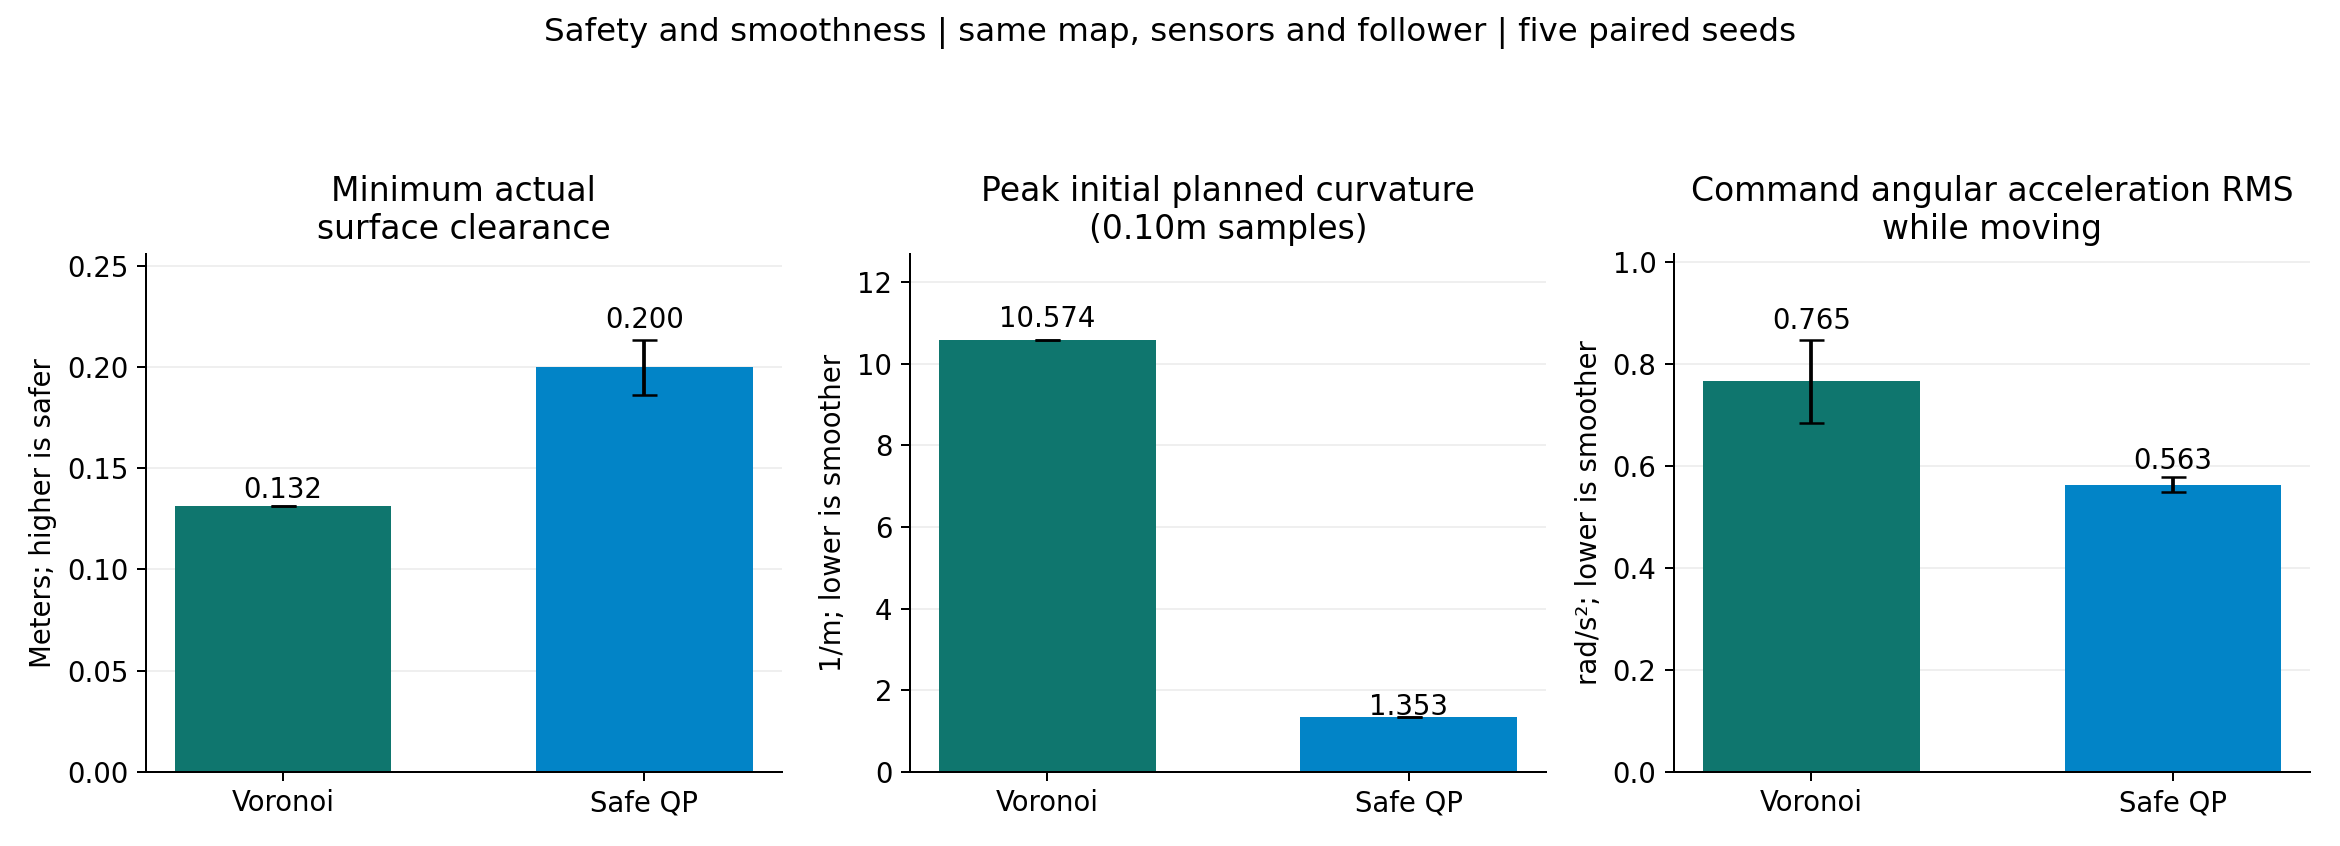 Safety and smoothness | same map, sensors and follower | five paired seeds
Minimum actual
surface clearance
Meters; higher is safer
0.25
0.20
0.15
0.10
0.05
0.00
0.132
0.200
Voronoi
Safe QP
Peak initial planned curvature
(0.10m samples)
1/m; lower is smoother
12
10
8
6
4
2
0
10.574
1.353
Voronoi
Safe QP
Command angular acceleration RMS
while moving
rad/s²; lower is smoother
1.0
0.8
0.6
0.4
0.2
0.0
0.765
0.563
Voronoi
Safe QP